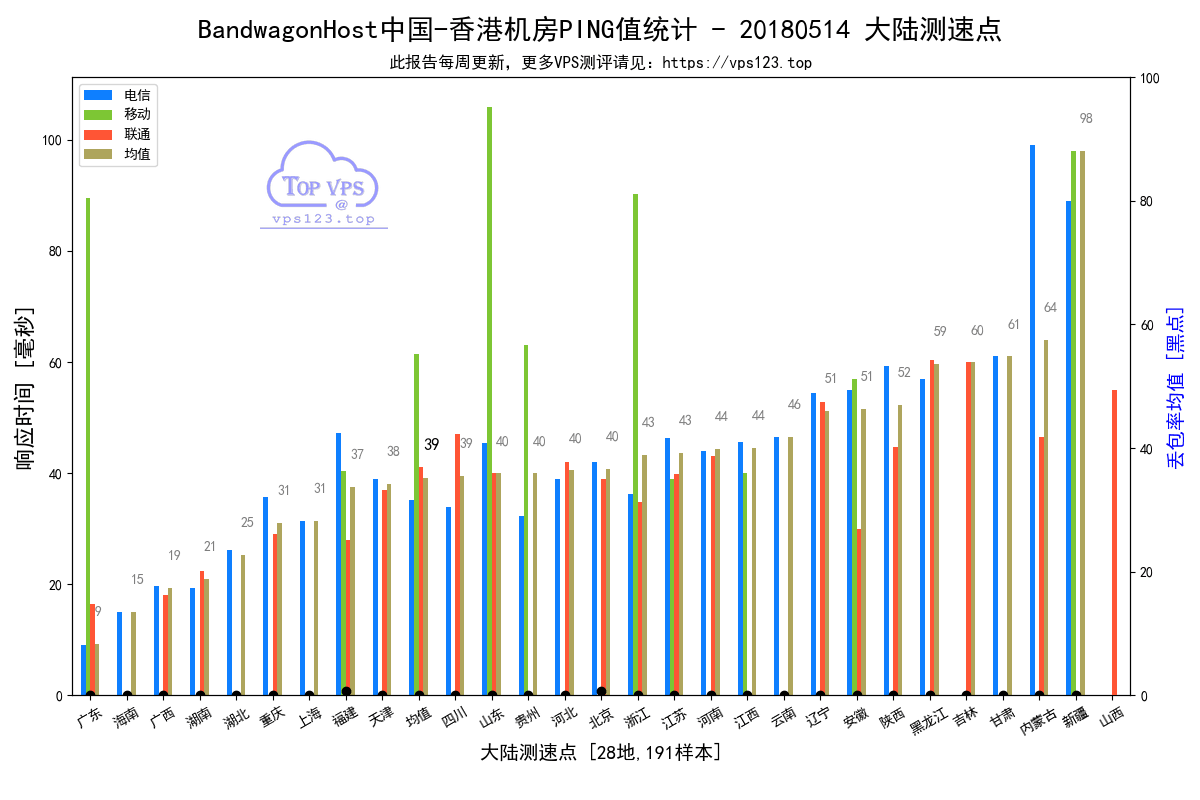 BandwagonHost中国-香港机房PING值统计 - 20180514 大陆测速点
此报告每周更新, 更多VPS测评请见: https://vps123.top
电信
移动
联通
均值
TOP VPS
@
vps123.top
响应时间 [毫秒]
100
80
60
40
20
0
9
15
19
21
25
31
31
37
38
39
39
40
40
40
40
43
43
44
44
46
51
51
52
59
60
61
64
98
100
80
60
40
20
0
丢包率均值 [黑点]
广东
海南
广西
湖南
湖北
重庆
上海
福建
天津
均值
四川
山东
贵州
河北
北京
浙江
江苏
河南
江西
云南
辽宁
安徽
陕西
黑龙江
吉林
甘肃
内蒙古
新疆
山西
大陆测速点 [28地,191样本]